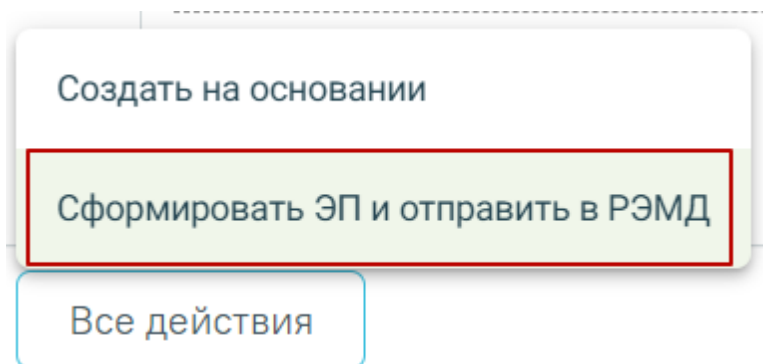 Создать на основании
Сформировать ЭП и отправить в РЭМД
Все действия